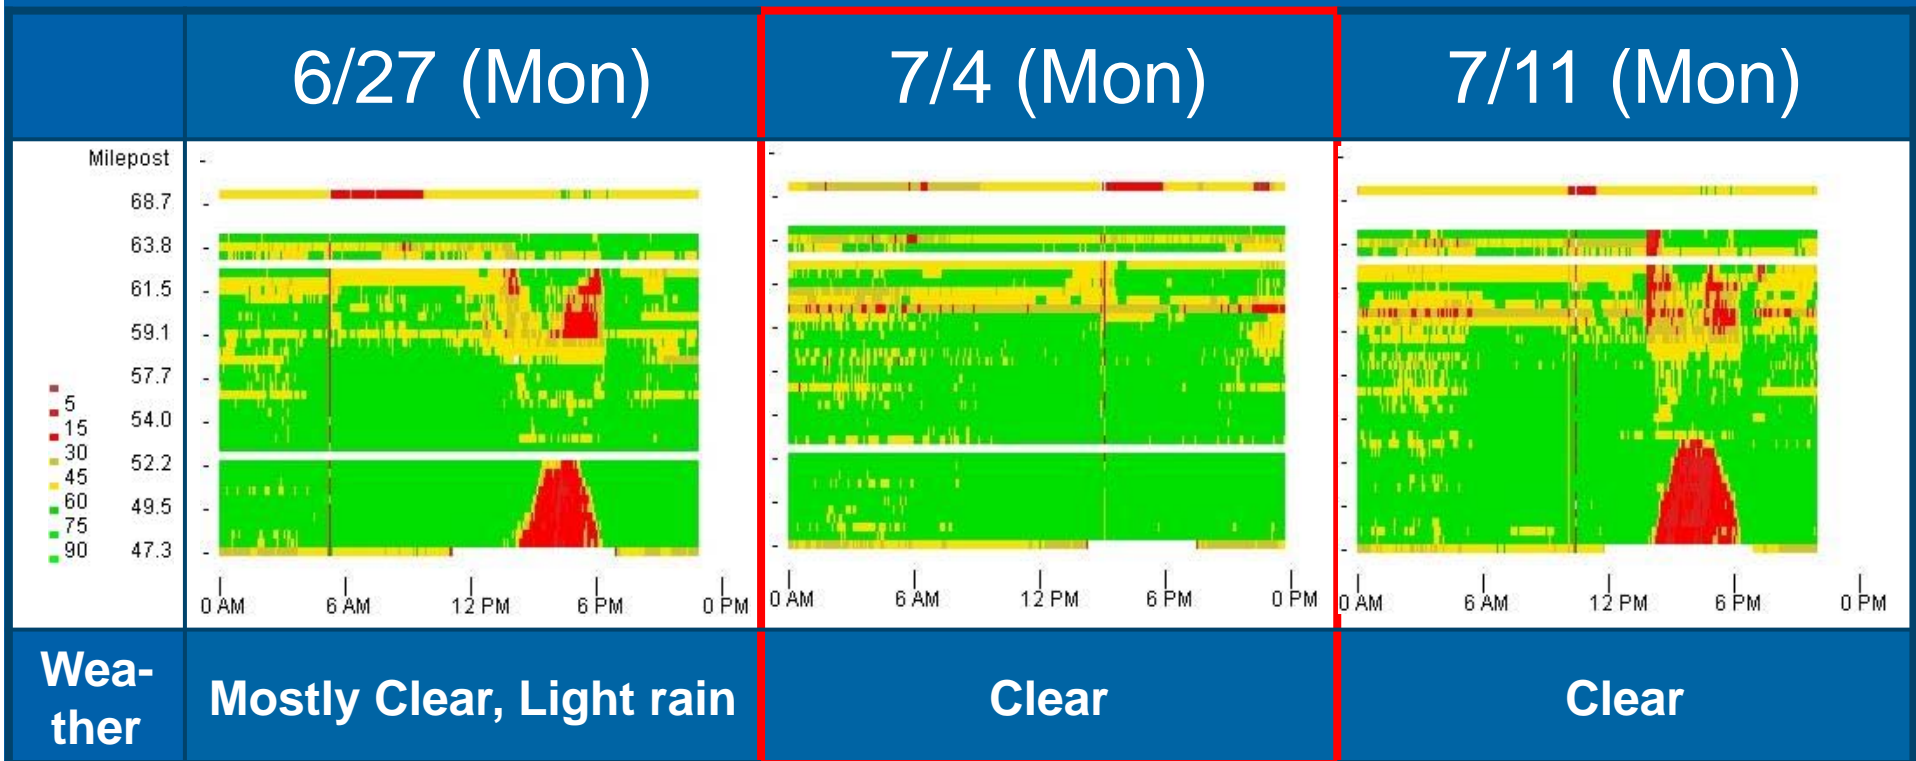 6/27 (Mon)
7/4 (Mon)
7/11 (Mon)
Milepost
68.7
63.8
61.5
59.1
57.7
54.0
52.2
49.5
47.3
5
15
30
45
60
75
90
0 AM 6 AM 12 PM 6 PM 0 PM
0 AM 6 AM 12 PM 6 PM 0 PM
0 AM 6 AM 12 PM 6 PM 0 PM
Wea-
ther
Mostly Clear, Light rain
Clear
Clear